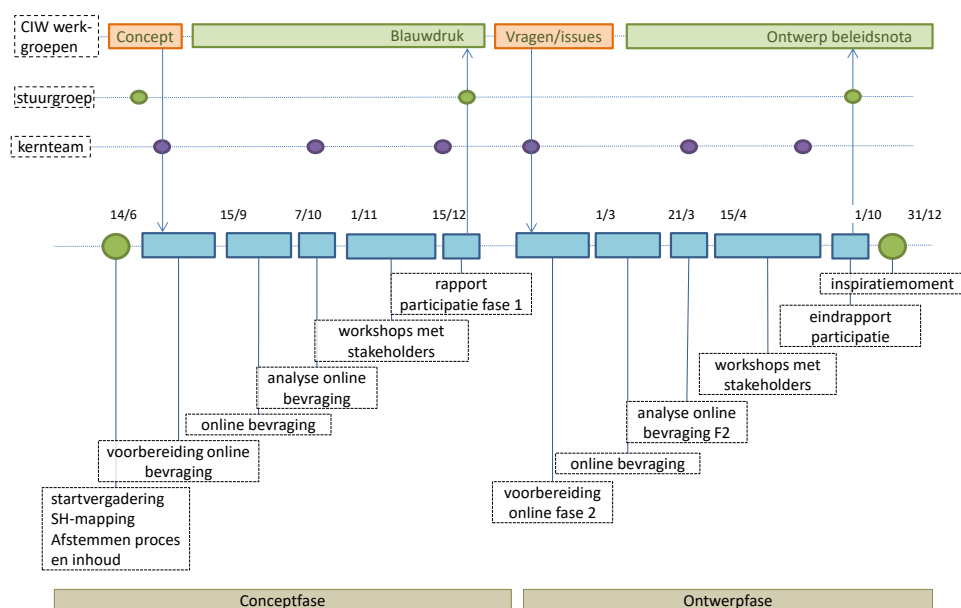 CIW werk-
groepen
Concept
Blauwdruk
Vragen/issues
Ontwerp beleidsnota
stuurgroep
kernteam
14/6
15/9
7/10
1/11
15/12
1/3
21/3
15/4
1/10
31/12
rapport
participatie fase 1
inspiratiemoment
eindrapport
participatie
workshops met
stakeholders
workshops met
stakeholders
analyse online
bevraging
analyse online
bevraging F2
online bevraging
online bevraging
voorbereiding online
bevraging
voorbereiding
online fase 2
startvergadering
SH-mapping
Afstemmen proces
en inhoud
Conceptfase
Ontwerpfase